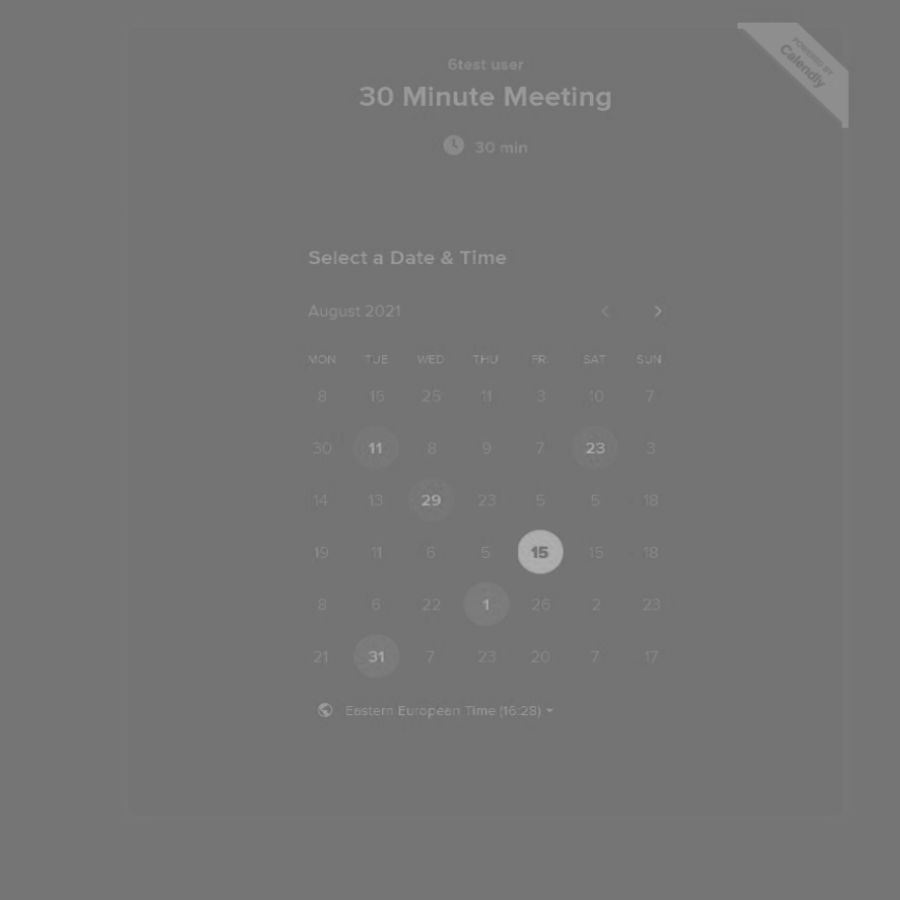 POWERED BY
Calendly
6test user
30 Minute Meeting
30 min
Select a Date & Time
August 2021
MON TUE WED THU FRI SAT SUN
8 16 25 11 3 10 7
30 11 8 9 7 23 3
14 13 29 23 5 5 18
19 11 6 5 15 15 18
8 6 22 1 26 2 23
21 31 7 23 20 7 17
Eastern European Time (16:28)